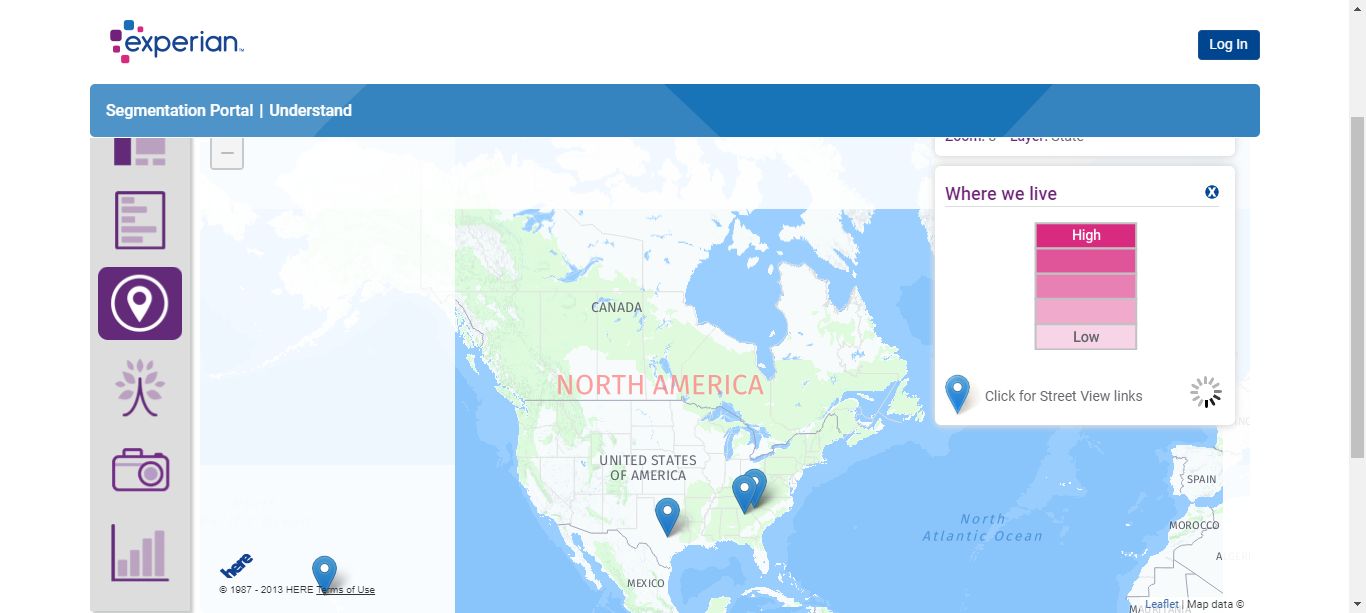 experian™
Log In
Segmentation Portal | Understand
Zoom: 3 Layer: State
Where we live
High
Low
Click for Street View links
CANADA
NORTH AMERICA
UNITED STATES
OF AMERICA
MEXICO
North
Atlantic Ocean
SPAIN
MOROCCO
here
© 1987 - 2013 HERE Terms of Use
Leaflet | Map data ©